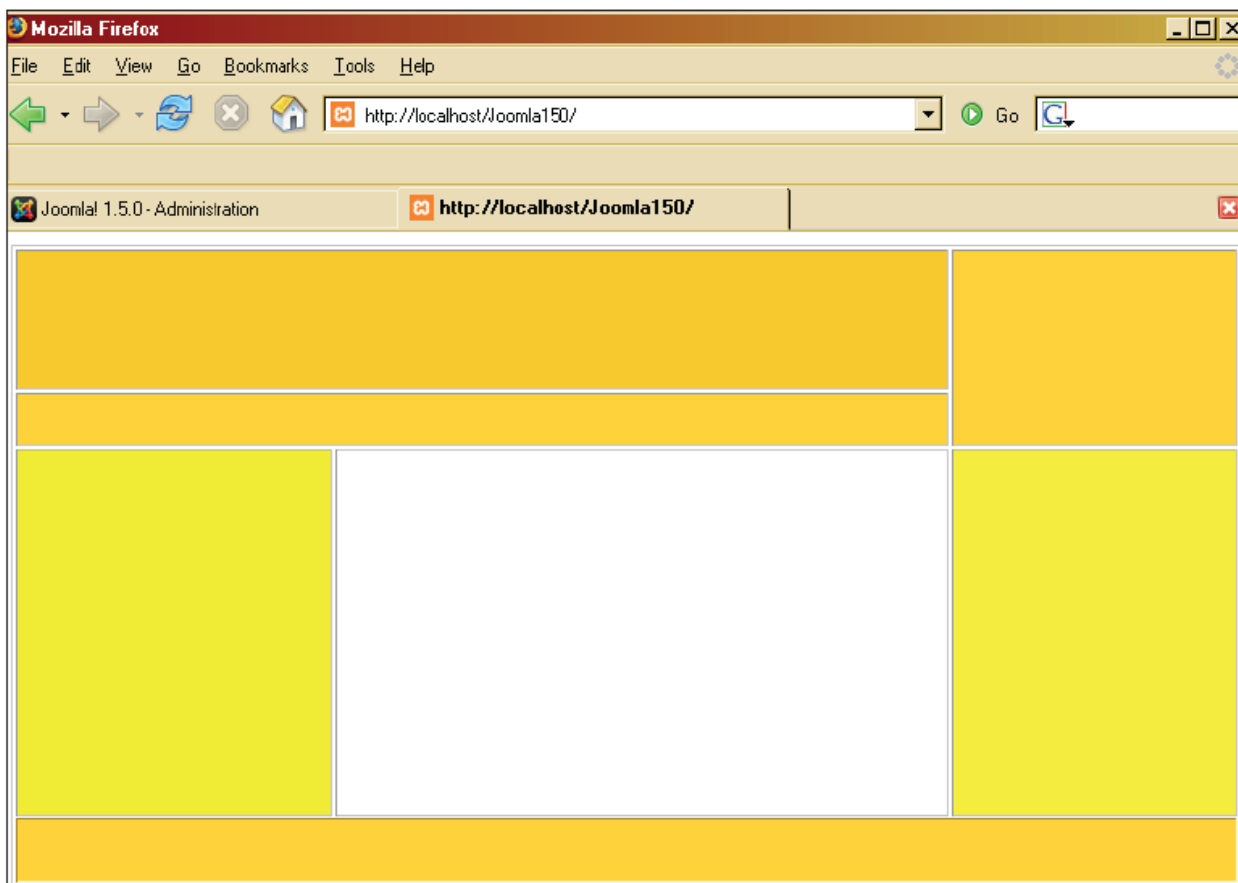 Mozilla Firefox
File Edit View Go Bookmarks Tools Help
http://localhost/Joomla150/ Go G
Joomla! 1.5.0 - Administration http://localhost/Joomla150/